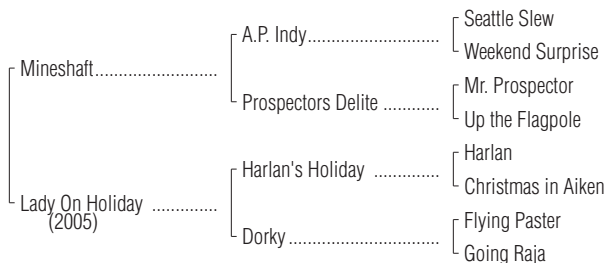 Seattle Slew
A.P. Indy..............................
Weekend Surprise
Mineshaft...........................
Mr. Prospector
Prospectors Delite .............
Up the Flagpole
Harlan
Harlan's Holiday ...............
Christmas in Aiken
Lady On Holiday ...............
(2005)
Flying Paster
Dorky..................................
Going Raja